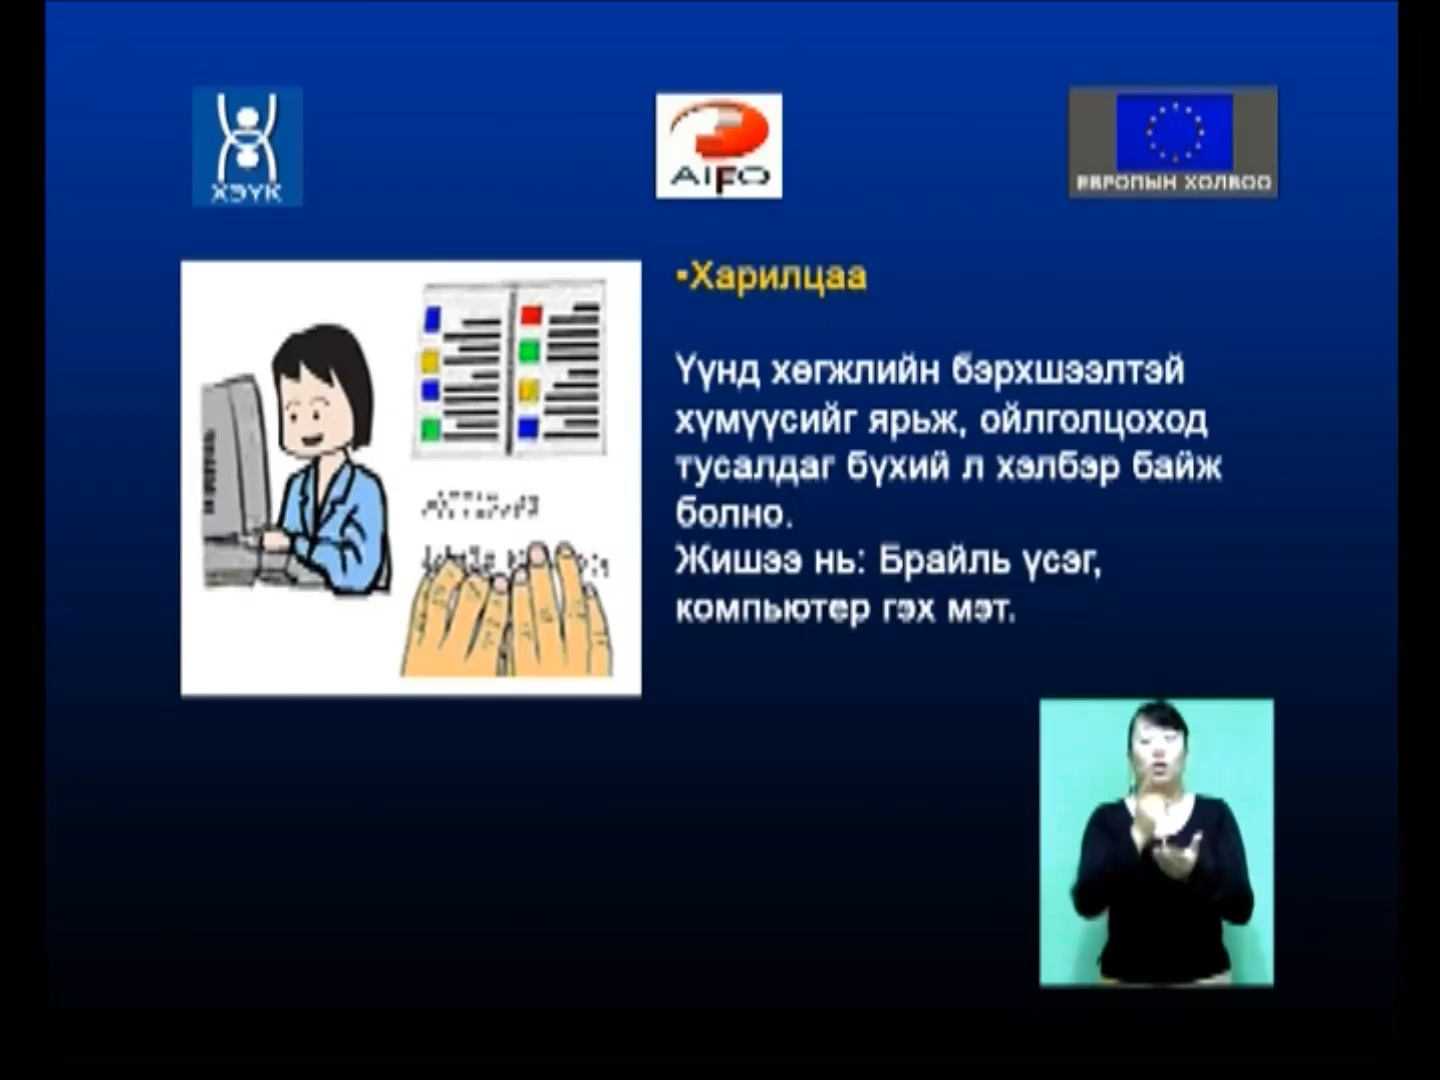 ХЭҮК
AIFO
ЕВРОПЫН ХОЛБОО
▪Харилцаа
Үүнд хөгжлийн бэрхшээлтэй
хүмүүсийг ярьж, ойлголцоход
тусалдаг бүхий л хэлбэр байж
болно.
Жишээ нь: Брайль үсэг,
компьютер гэх мэт.